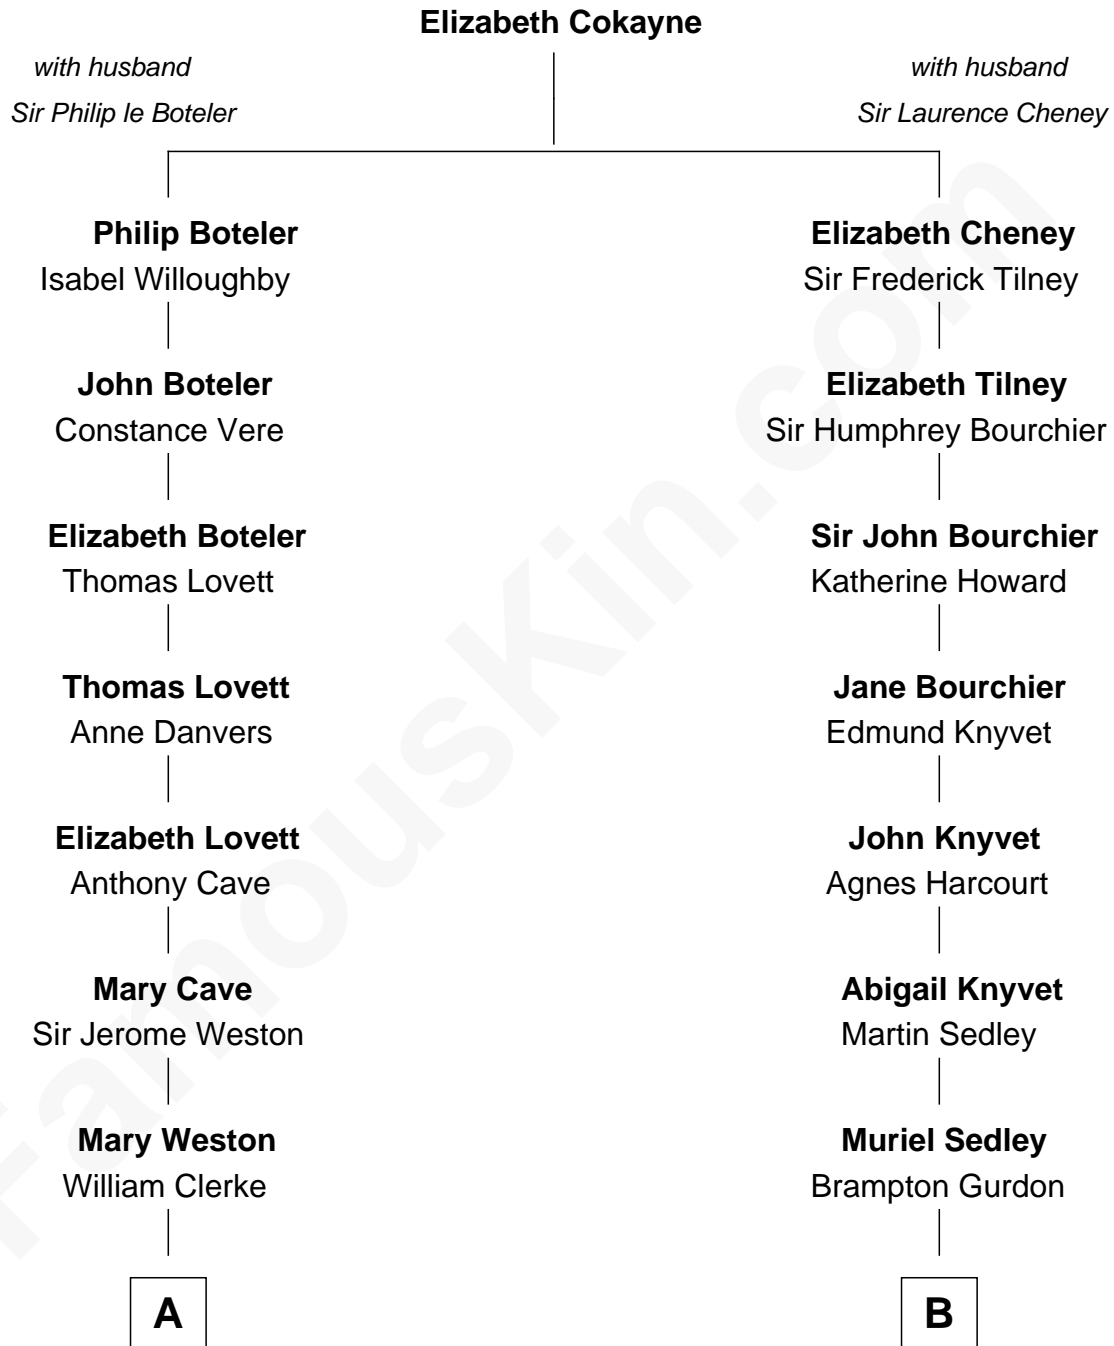 Elizabeth Cokayne
with husband
Sir Philip le Boteler
with husband
Sir Laurence Cheney
Philip Boteler
Isabel Willoughby
Elizabeth Cheney
Sir Frederick Tilney
John Boteler
Constance Vere
Elizabeth Tilney
Sir Humphrey Bourchier
Elizabeth Boteler
Thomas Lovett
Sir John Bourchier
Katherine Howard
Thomas Lovett
Anne Danvers
Jane Bourchier
Edmund Knyvet
Elizabeth Lovett
Anthony Cave
John Knyvet
Agnes Harcourt
Mary Cave
Sir Jerome Weston
Abigail Knyvet
Martin Sedley
Mary Weston
William Clerke
Muriel Sedley
Brampton Gurdon
A
B
FamousKin.com